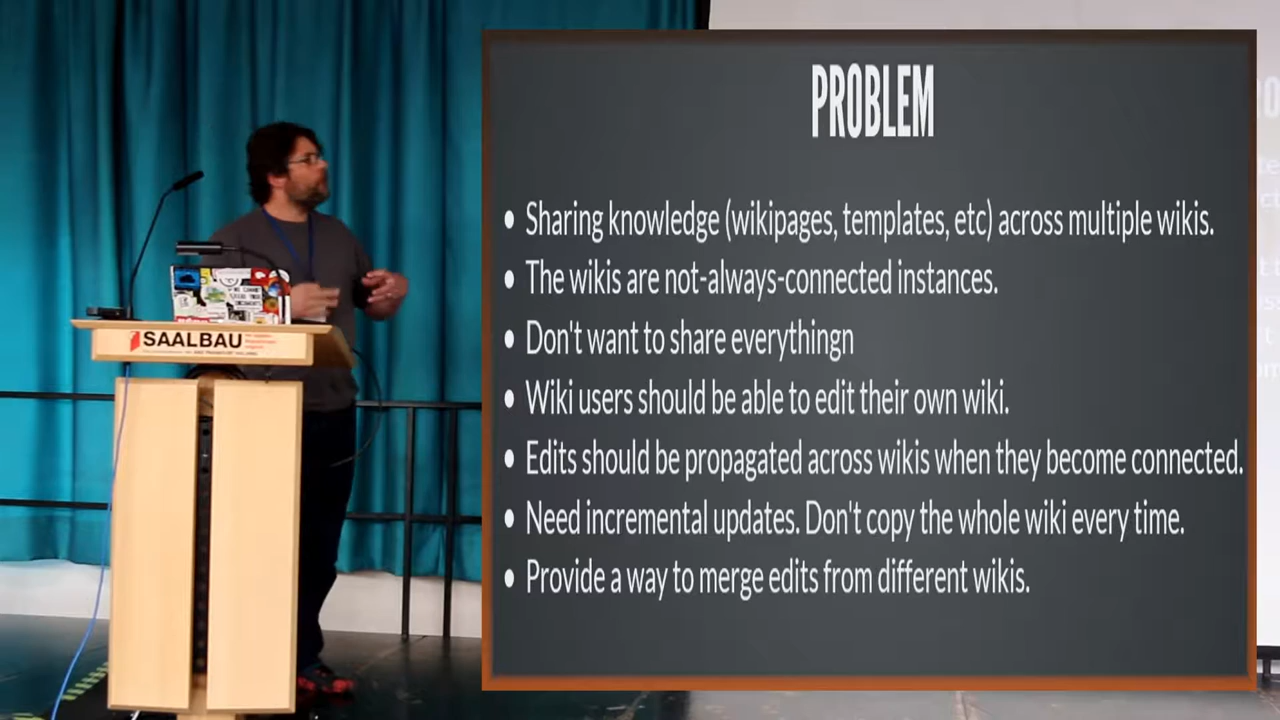 PROBLEM
• Sharing knowledge (wikipages, templates, etc) across multiple wikis.
• The wikis are not-always-connected instances.
• Don't want to share everythingn
• Wiki users should be able to edit their own wiki.
• Edits should be propagated across wikis when they become connected.
• Need incremental updates. Don't copy the whole wiki every time.
• Provide a way to merge edits from different wikis.
SAALBAU